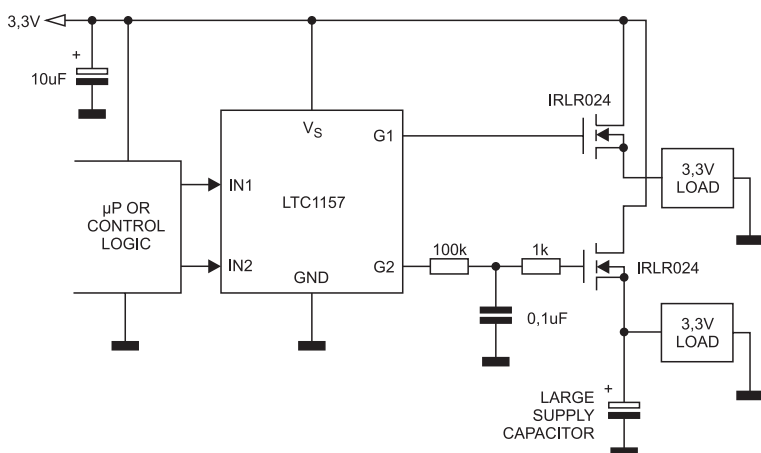 3,3V
+
10uF
IRLR024
V_S
G1
µP OR
CONTROL
LOGIC
IN1
LTC1157
3,3V
LOAD
IN2
G2
100k
1k
GND
IRLR024
0,1uF
3,3V
LOAD
+
LARGE
SUPPLY
CAPACITOR